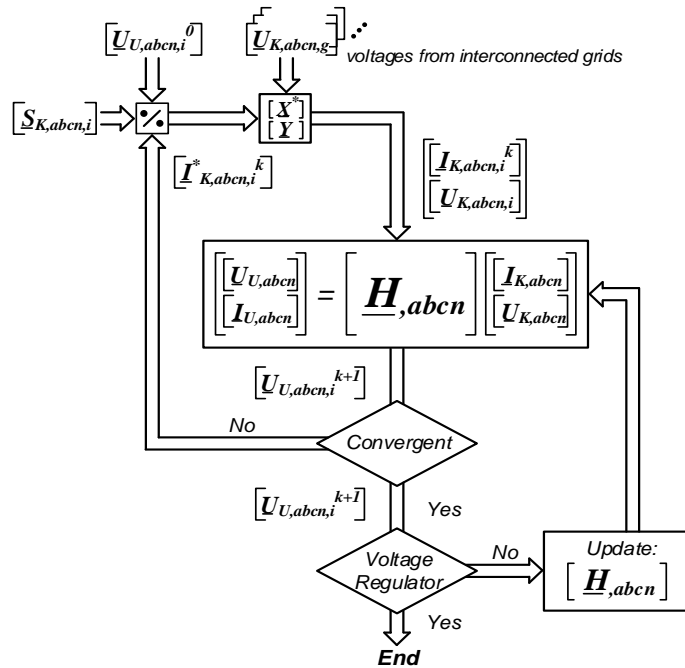 [U_U,abcn,i^0]
[U_K,abcn,g]
voltages from interconnected grids
[S_K,abcn,i]
[X*]
[Y]
[I*_K,abcn,i^k]
[I_K,abcn,i^k]
[U_K,abcn,i]
[[U_U,abcn] [I_U,abcn]] = [H,abcn] [[I_K,abcn] [U_K,abcn]]
[U_U,abcn,i^k+1]
No
Convergent
[U_U,abcn,i^k+1]
Yes
Voltage
Regulator
No
Update:
[H,abcn]
Yes
End